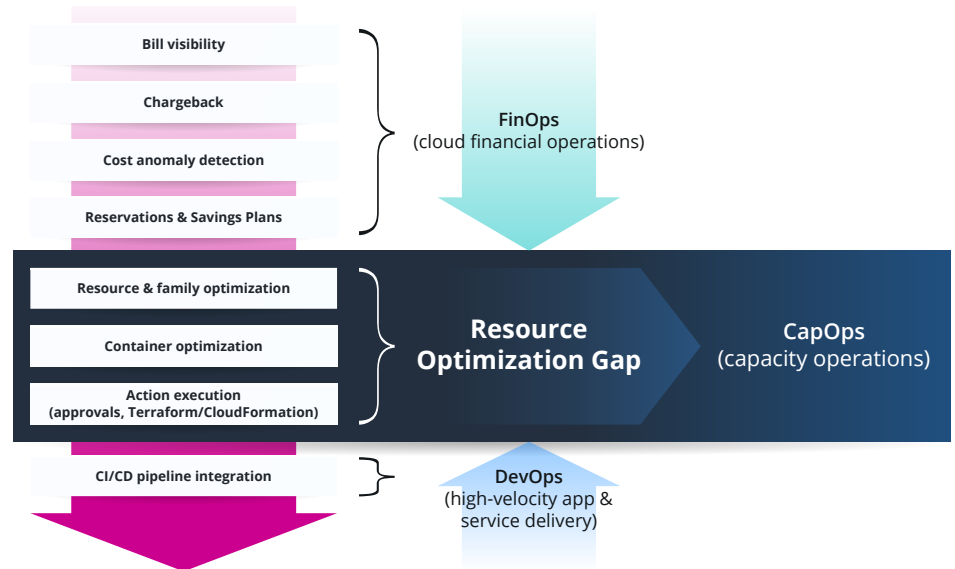 Bill visibility
Chargeback
Cost anomaly detection
Reservations & Savings Plans
FinOps
(cloud financial operations)
Resource & family optimization
Container optimization
Action execution
(approvals, Terraform/CloudFormation)
Resource
Optimization Gap
CapOps
(capacity operations)
CI/CD pipeline integration
DevOps
(high-velocity app &
service delivery)